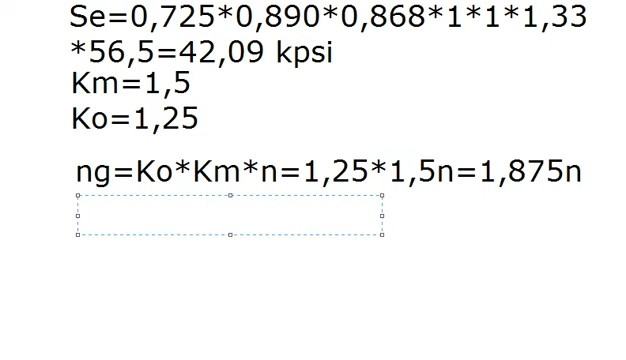 Se=0,725*0,890*0,868*1*1*1,33
*56,5=42,09 kpsi
Km=1,5
Ko=1,25
ng=Ko*Km*n=1,25*1,5n=1,875n